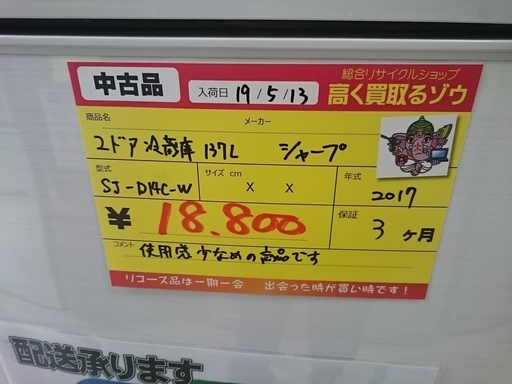 中古品 入荷日 19/5/13 総合リサイクルショップ
高く買取るゾウ
商品名 メーカー
2ドア冷蔵庫 137L シャープ
型式 サイズ cm 年式
SJ-D14C-W X X 2017
¥ 18.800 保証 3 ヶ月
コメント 使用感少なめの商品です
リユース品は一期一会 出会った時が買い時です!
配送承ります